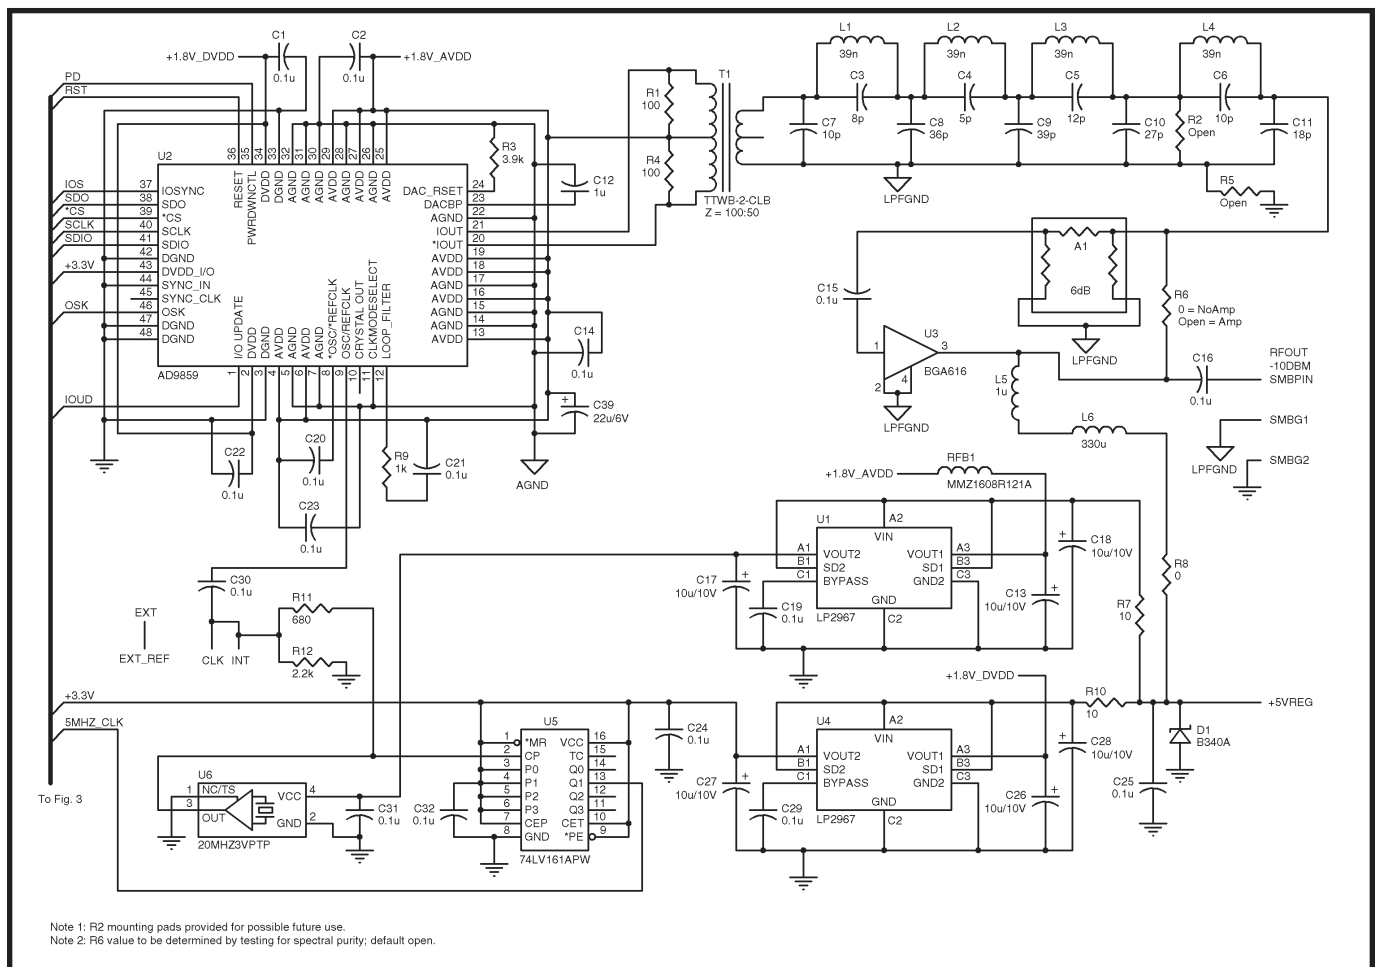 C1
+1.8V_DVDD
0.1u
C2
+1.8V_AVDD
0.1u
PD
RST
U2
36 35 34 33 32 31 30 29 28 27 26 25
RESET
PWRDWNCTL
DVDD
DGND
AGND
AGND
AGND
AVDD
AGND
AVDD
AGND
AVDD
IOS
37 IOSYNC
SDO
38 SDO
*CS
39 *CS
SCLK
40 SCLK
SDIO
41 SDIO
42 DGND
+3.3V
43 DVDD_I/O
44 SYNC_IN
45 SYNC_CLK
OSK
46 OSK
47 DGND
48 DGND
DAC_RSET 24
DACBP 23
AGND 22
IOUT 21
*IOUT 20
AVDD 19
AVDD 18
AGND 17
AVDD 16
AGND 15
AGND 14
AVDD 13
I/O UPDATE
DVDD
DGND
AVDD
AGND
AVDD
AGND
*OSC/*REFCLK
OSC/REFCLK
CRYSTAL OUT
CLKMODESELECT
LOOP_FILTER
1 2 3 4 5 6 7 8 9 10 11 12
AD9859
IOUD
R3
3.9k
C12
1u
C14
0.1u
C39
+
22u/6V
AGND
C22
0.1u
C20
0.1u
C23
0.1u
R9
1k
C21
0.1u
R1
100
R4
100
T1
TTWB-2-CLB
Z = 100:50
L1
39n
C3
8p
L2
39n
C4
5p
L3
39n
C5
12p
L4
39n
C6
10p
C7
10p
C8
36p
C9
39p
C10
27p
R2
Open
C11
18p
LPFGND
R5
Open
A1
6dB
LPFGND
R6
0 = NoAmp
Open = Amp
C15
0.1u
U3
1
3
2
4
BGA616
LPFGND
L5
1u
C16
0.1u
RFOUT
-10DBM
SMBPIN
SMBG1
LPFGND
SMBG2
L6
330u
RFB1
+1.8V_AVDD
MMZ1608R121A
U1
A2
VIN
A1 VOUT2
B1 SD2
C1 BYPASS
VOUT1 A3
SD1 B3
GND2 C3
GND
C2
LP2967
C17
+
10u/10V
C19
0.1u
C13
+
10u/10V
C18
+
10u/10V
R7
10
R8
0
C30
0.1u
EXT
EXT_REF
CLK INT
R11
680
R12
2.2k
+3.3V
5MHZ_CLK
To Fig. 3
U6
1 NC/TS
3 OUT
VCC 4
GND 2
20MHZ3VPTP
C31
0.1u
C32
0.1u
U5
1 *MR
2 CP
3 P0
4 P1
5 P2
6 P3
7 CEP
8 GND
VCC 16
TC 15
Q0 14
Q1 13
Q2 12
Q3 11
CET 10
*PE 9
74LV161APW
C24
0.1u
C27
+
10u/10V
C29
0.1u
+1.8V_DVDD
U4
A2
VIN
A1 VOUT2
B1 SD2
C1 BYPASS
VOUT1 A3
SD1 B3
GND2 C3
GND
C2
LP2967
C26
+
10u/10V
C28
+
10u/10V
R10
10
+5VREG
C25
0.1u
D1
B340A
Note 1: R2 mounting pads provided for possible future use.
Note 2: R6 value to be determined by testing for spectral purity; default open.